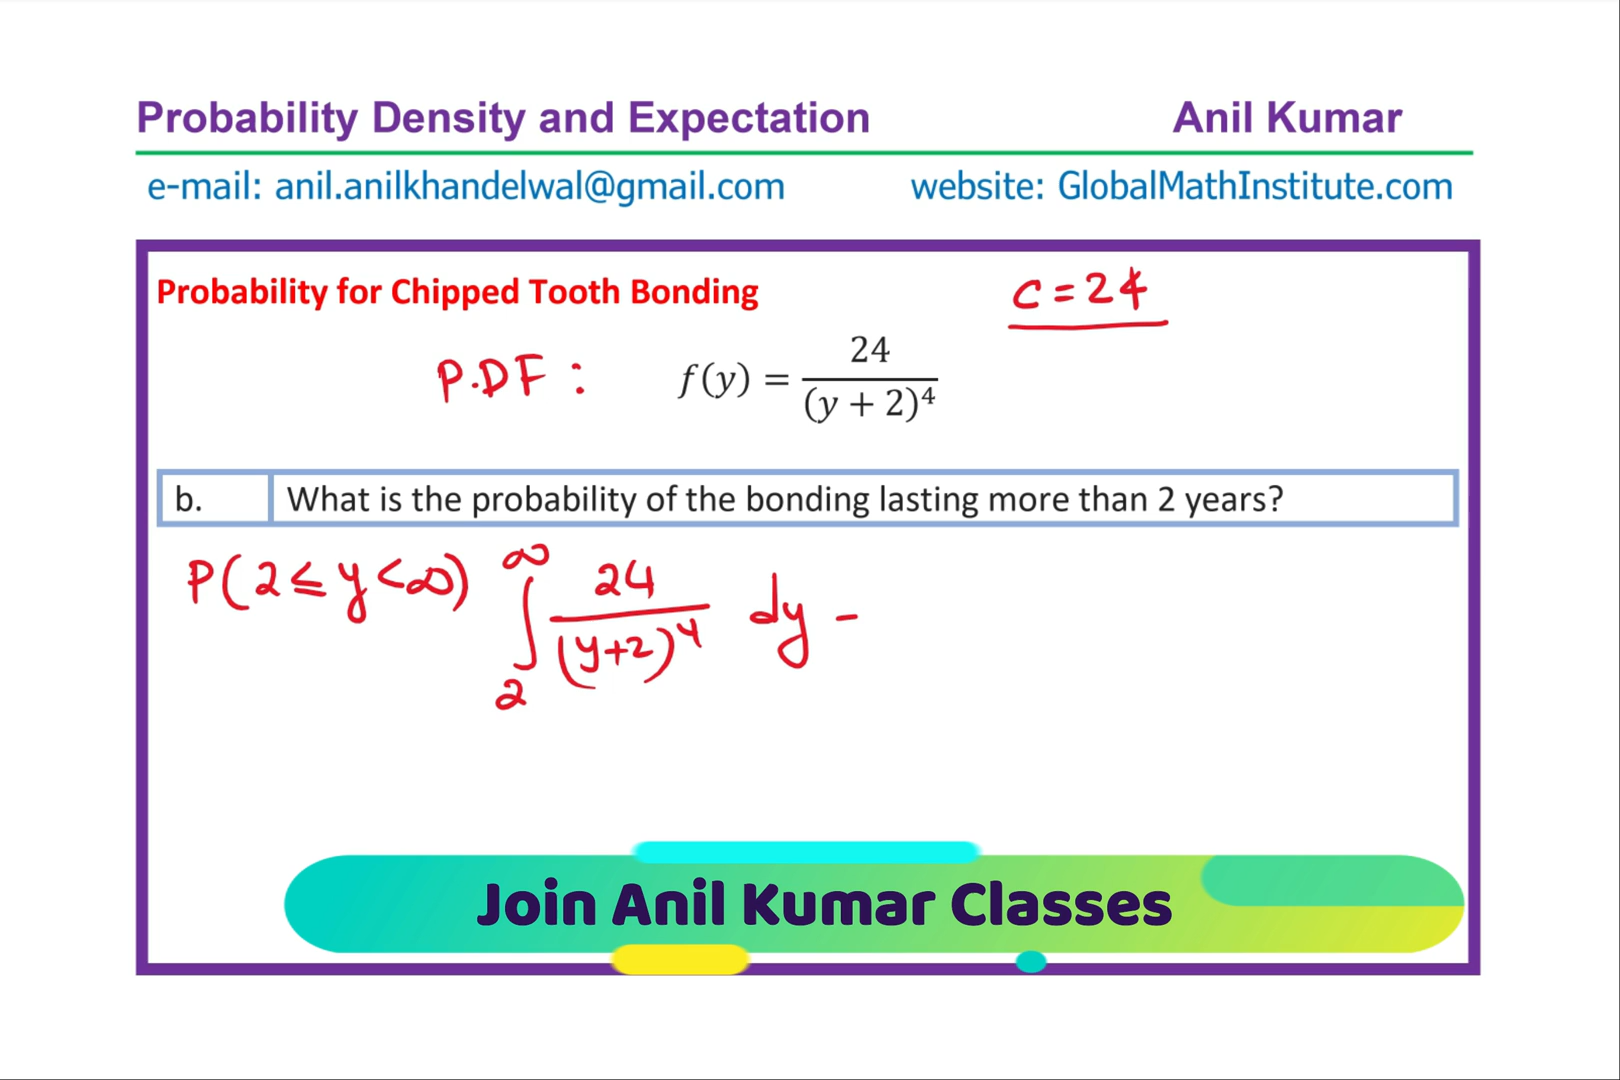 Probability Density and Expectation Anil Kumar
e-mail: anil.anilkhandelwal@gmail.com website: GlobalMathInstitute.com
Probability for Chipped Tooth Bonding c = 24
P.DF : f(y) = 24/(y + 2)⁴
b. What is the probability of the bonding lasting more than 2 years?
P(2 ≤ y < ∞) ∫₂^∞ 24/(y+2)⁴ dy -
Join Anil Kumar Classes